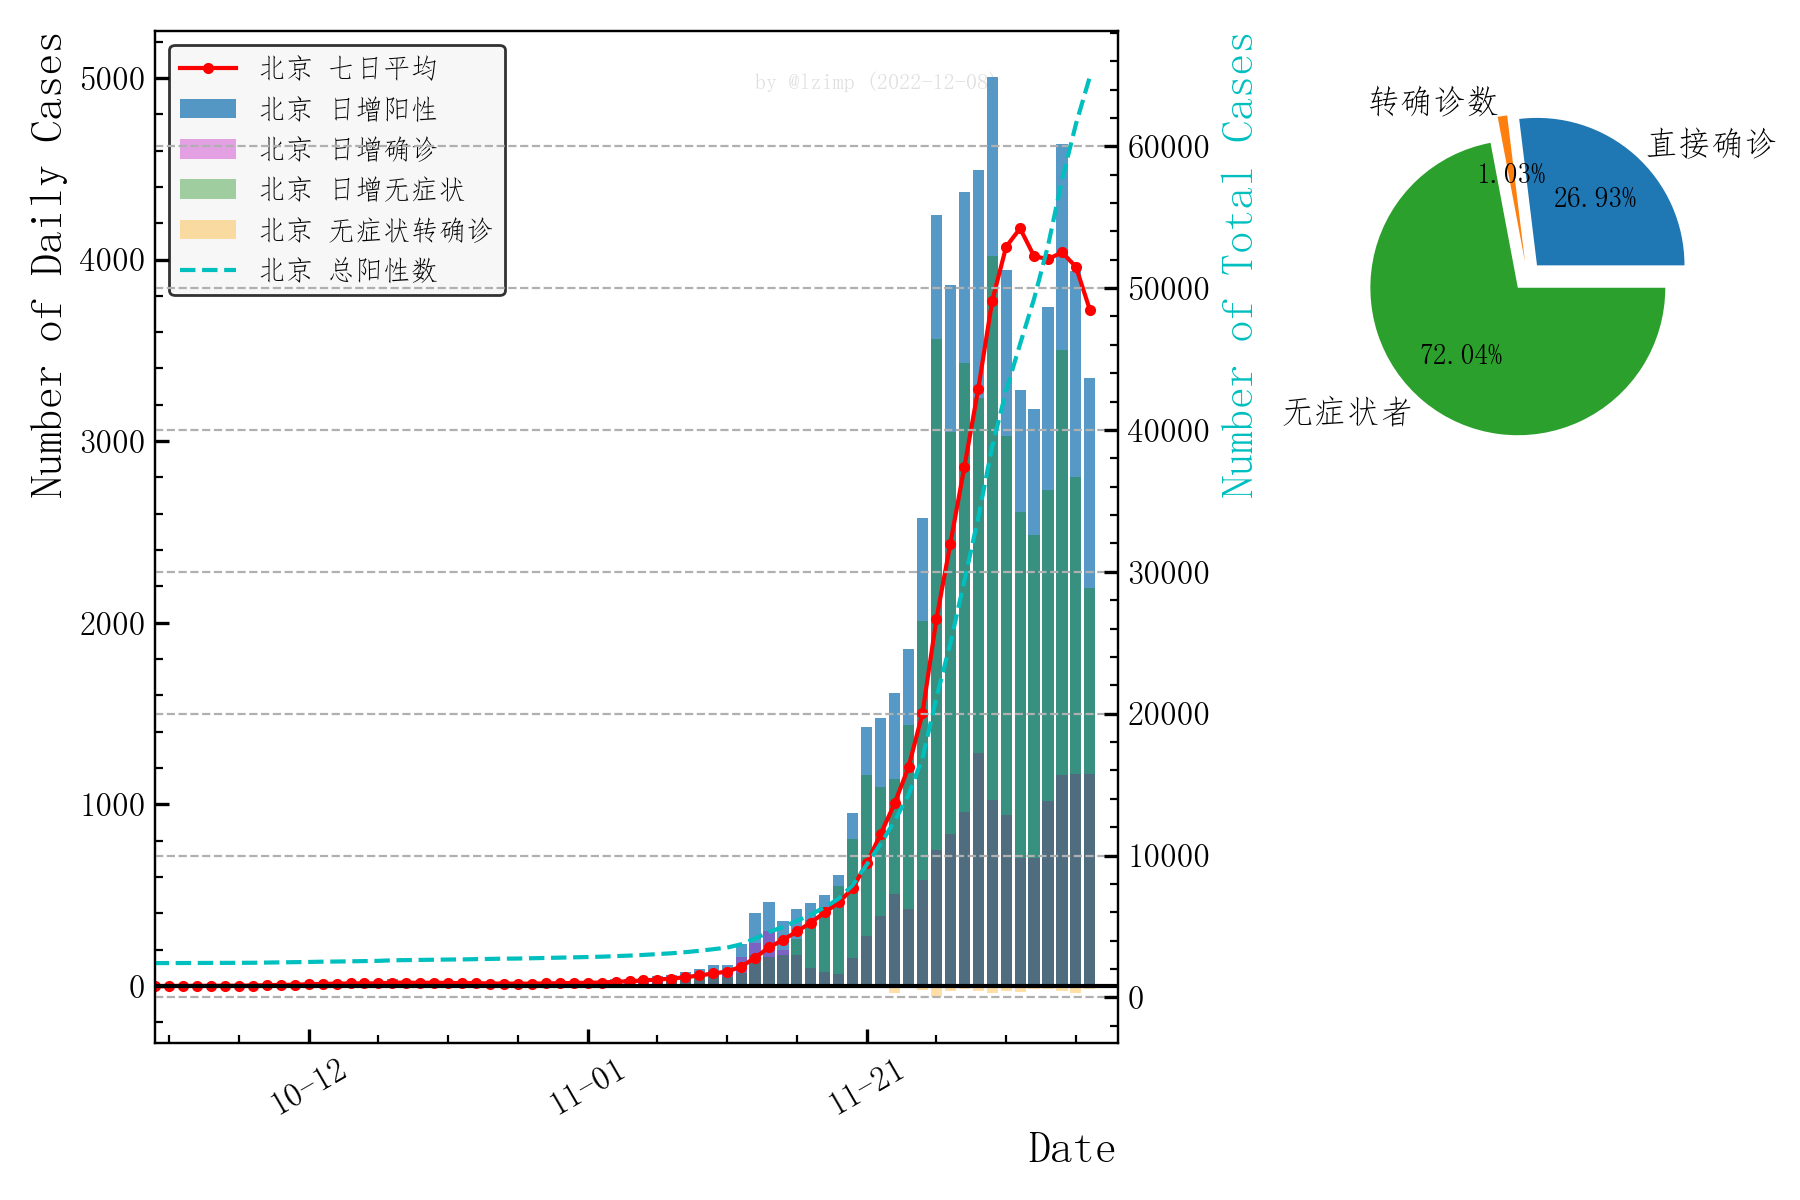 Number of Daily Cases
5000
4000
3000
2000
1000
0
北京 七日平均
北京 日增阳性
北京 日增确诊
北京 日增无症状
北京 无症状转确诊
北京 总阳性数
by @lzimp (2022-12-08)
10-12
11-01
11-21
Date
60000
50000
40000
30000
20000
10000
0
Number of Total Cases
转确诊数
直接确诊
1.03%
26.93%
72.04%
无症状者